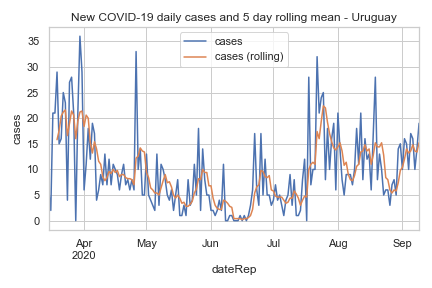 New COVID-19 daily cases and 5 day rolling mean - Uruguay
cases
cases (rolling)
35
30
25
20
15
10
5
0
cases
Apr May Jun Jul Aug Sep
2020
dateRep